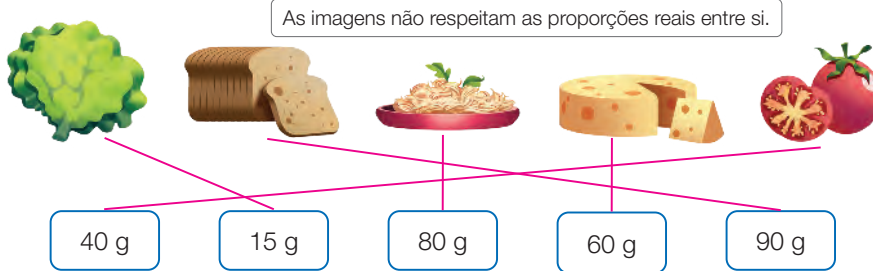 As imagens não respeitam as proporções reais entre si.
40 g 15 g 80 g 60 g 90 g